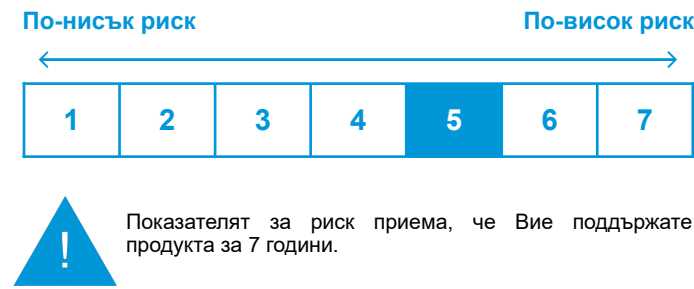 По-нисък риск По-висок риск
1 2 3 4 5 6 7
!
Показателят за риск приема, че Вие поддържате
продукта за 7 години.